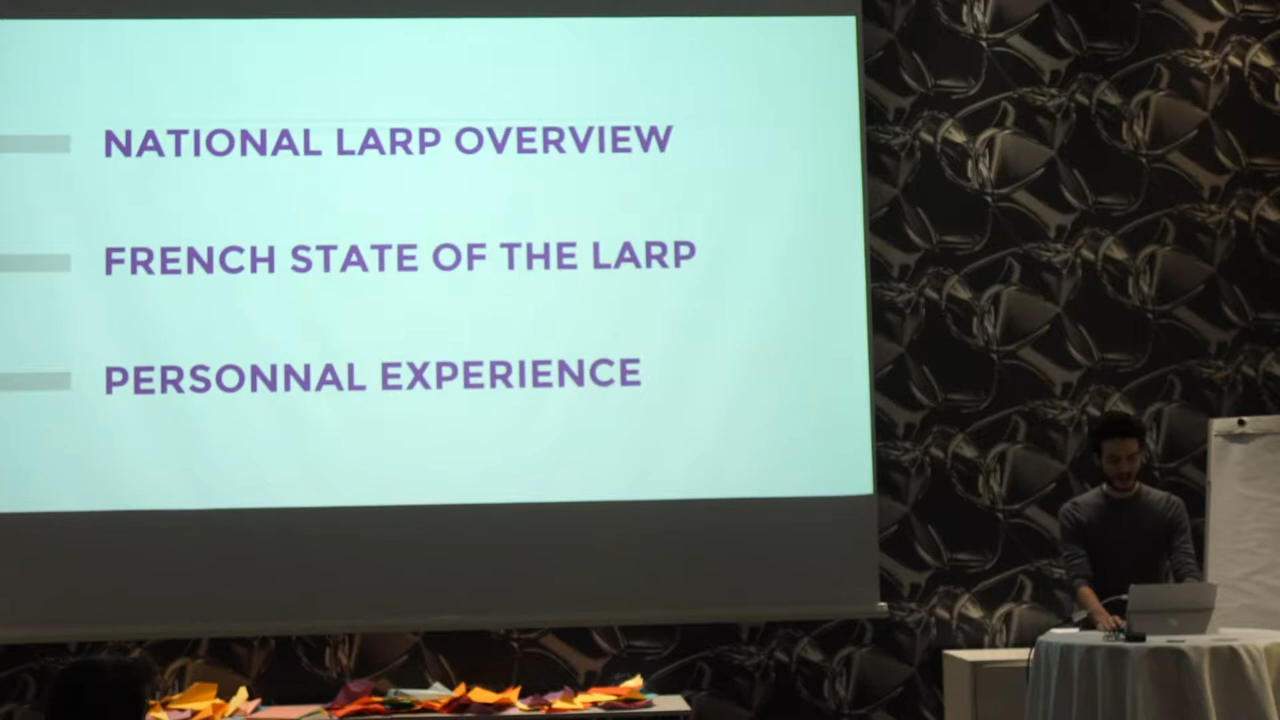 NATIONAL LARP OVERVIEW
FRENCH STATE OF THE LARP
PERSONNAL EXPERIENCE